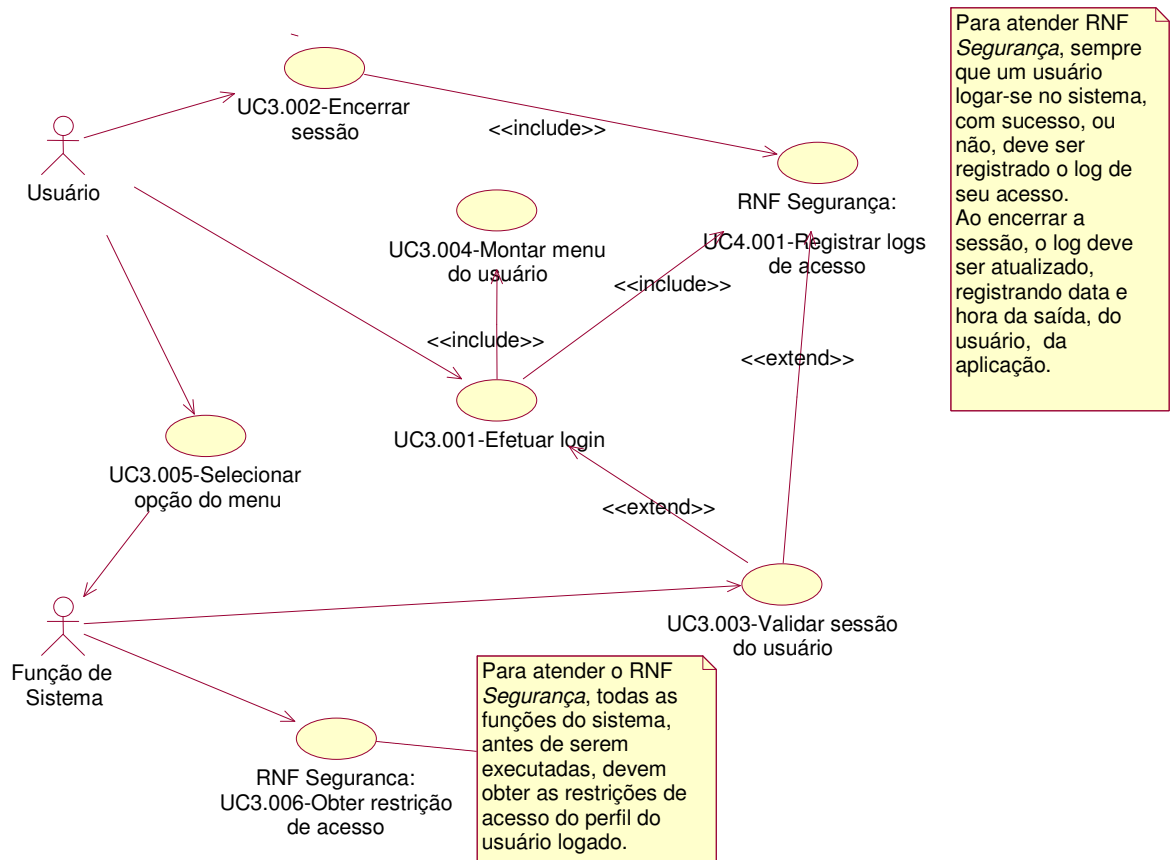 UC3.002-Encerrar
sessão
<<include>>
Usuário
RNF Segurança:
UC4.001-Registrar logs
de acesso
UC3.004-Montar menu
do usuário
<<include>>
<<include>>
<<extend>>
UC3.001-Efetuar login
UC3.005-Selecionar
opção do menu
<<extend>>
UC3.003-Validar sessão
do usuário
Função de
Sistema
RNF Seguranca:
UC3.006-Obter restrição
de acesso
Para atender o RNF
Segurança, todas as
funções do sistema,
antes de serem
executadas, devem
obter as restrições de
acesso do perfil do
usuário logado.
Para atender RNF
Segurança, sempre
que um usuário
logar-se no sistema,
com sucesso, ou
não, deve ser
registrado o log de
seu acesso.
Ao encerrar a
sessão, o log deve
ser atualizado,
registrando data e
hora da saída, do
usuário, da
aplicação.